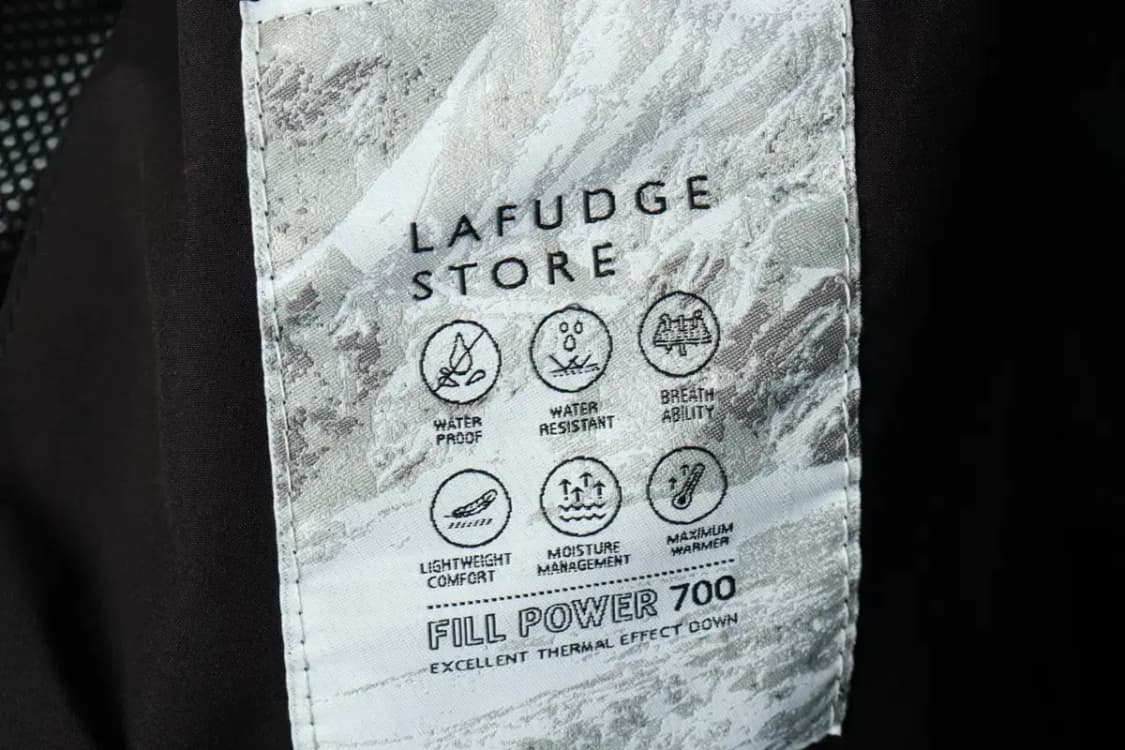 LAFUDGE
STORE
WATER
PROOF
WATER
RESISTANT
BREATH
ABILITY
LIGHTWEIGHT
COMFORT
MOISTURE
MANAGEMENT
MAXIMUM
WARMER
FILL POWER 700
EXCELLENT THERMAL EFFECT DOWN